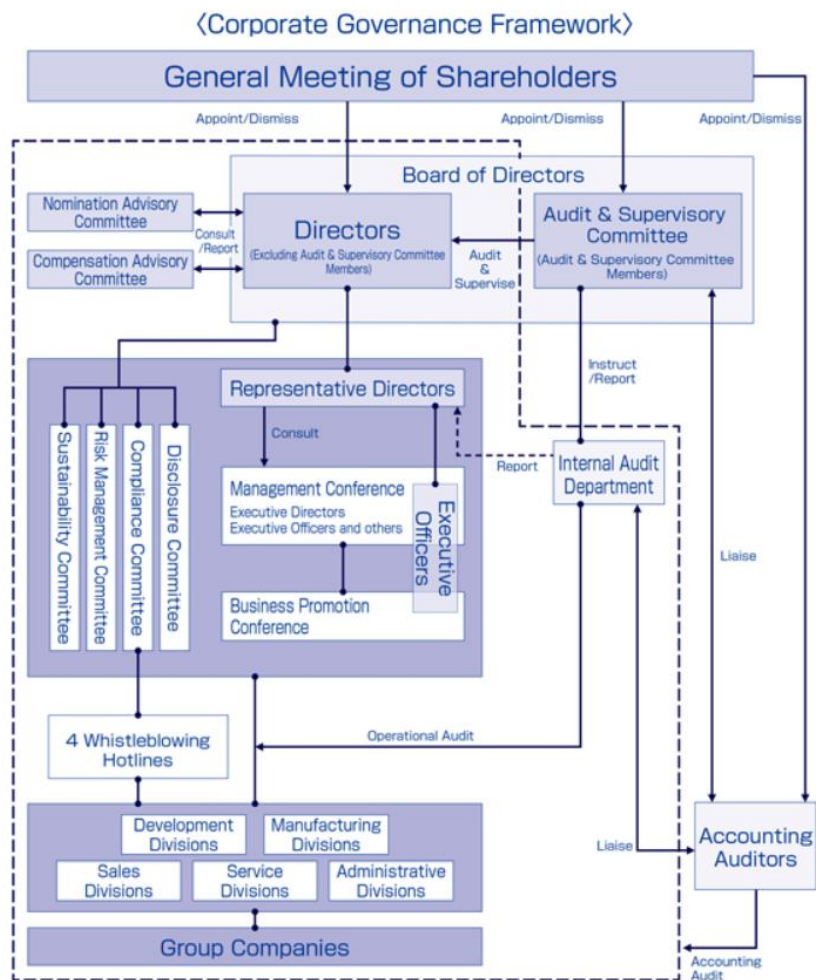 〈Corporate Governance Framework〉
General Meeting of Shareholders
Appoint/Dismiss
Appoint/Dismiss
Appoint/Dismiss
Board of Directors
Nomination Advisory
Committee
Compensation Advisory
Committee
Consult
/Report
Directors
(Excluding Audit & Supervisory Committee
Members)
Audit
&
Supervise
Audit & Supervisory
Committee
(Audit & Supervisory Committee
Members)
Instruct
/Report
Representative Directors
Consult
Report
Internal Audit
Department
Sustainability Committee
Risk Management Committee
Compliance Committee
Disclosure Committee
Management Conference
Executive Directors
Executive Officers and others
Executive
Officers
Business Promotion
Conference
Liaise
4 Whistleblowing
Hotlines
Operational Audit
Development
Divisions
Manufacturing
Divisions
Sales
Divisions
Service
Divisions
Administrative
Divisions
Liaise
Accounting
Auditors
Group Companies
Accounting
Audit